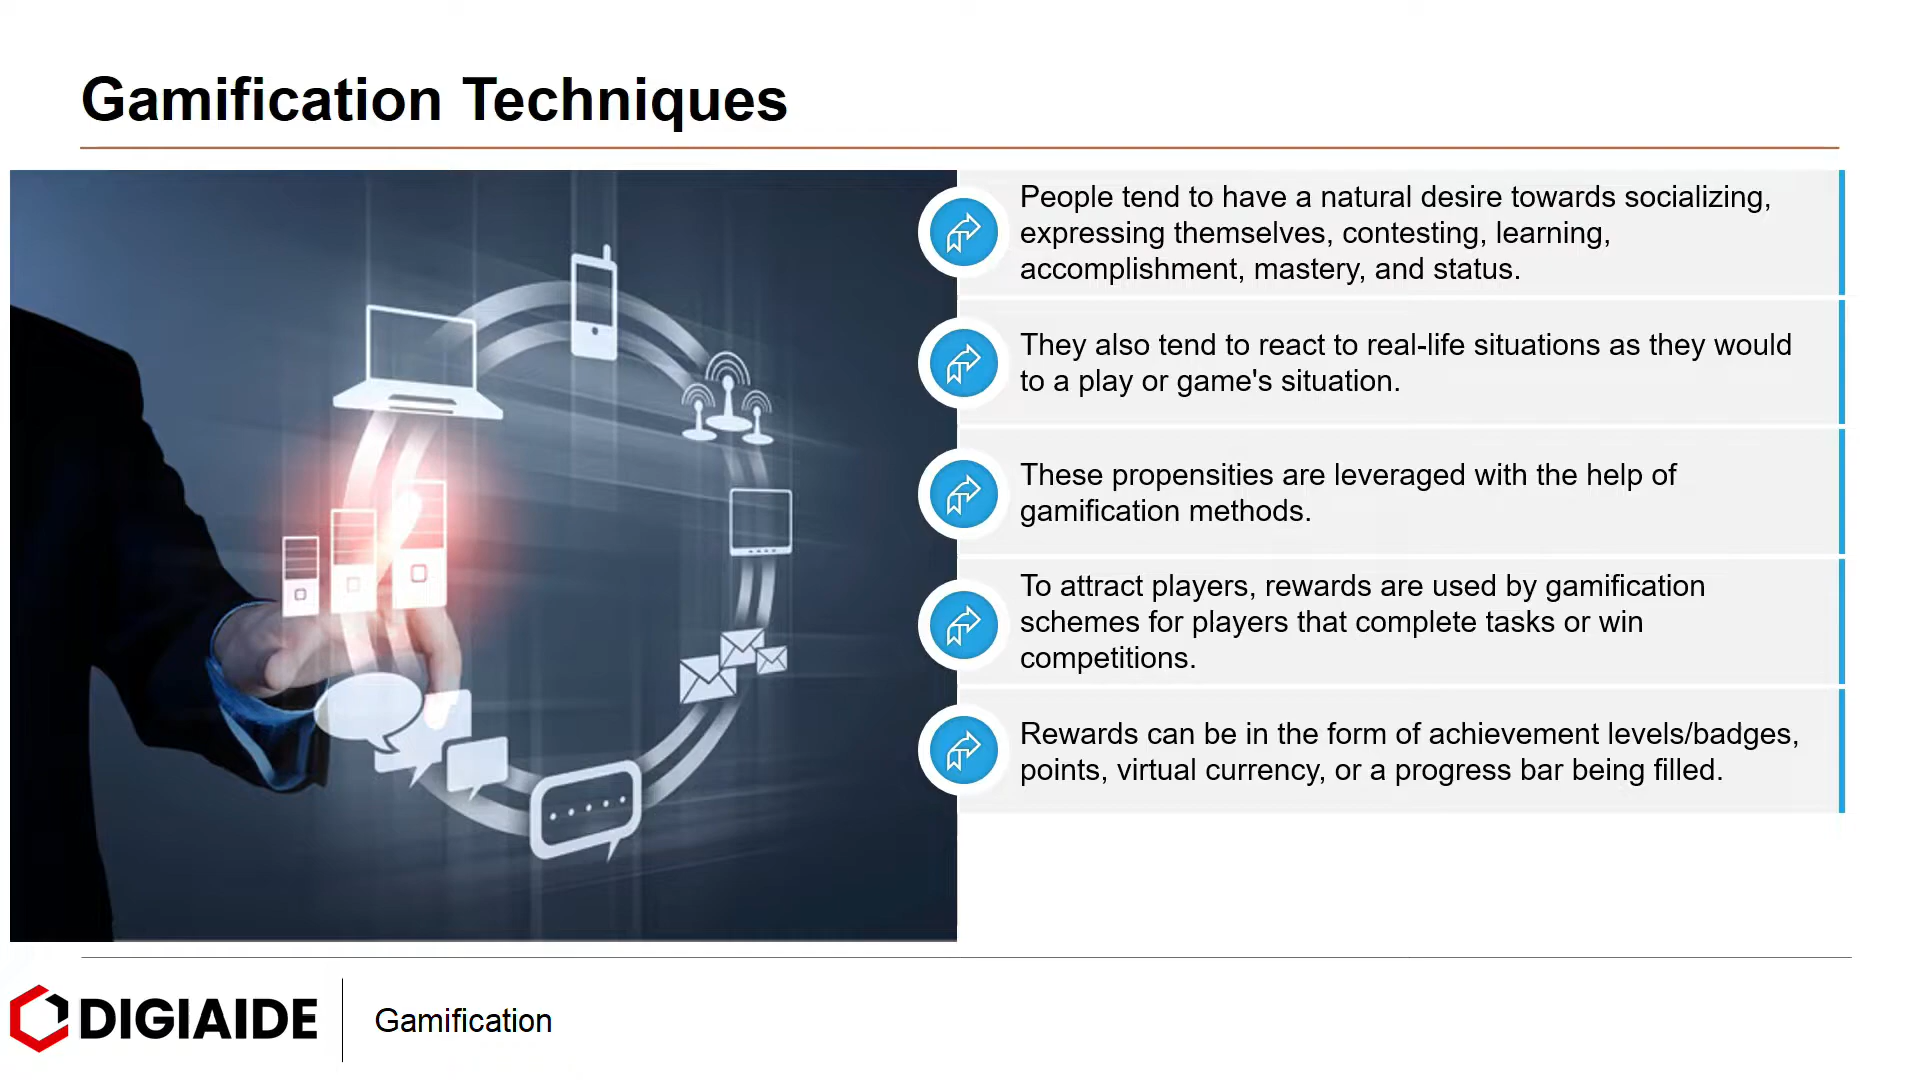 Gamification Techniques
People tend to have a natural desire towards socializing,
expressing themselves, contesting, learning,
accomplishment, mastery, and status.
They also tend to react to real-life situations as they would
to a play or game's situation.
These propensities are leveraged with the help of
gamification methods.
To attract players, rewards are used by gamification
schemes for players that complete tasks or win
competitions.
Rewards can be in the form of achievement levels/badges,
points, virtual currency, or a progress bar being filled.
DIGIAIDE
Gamification